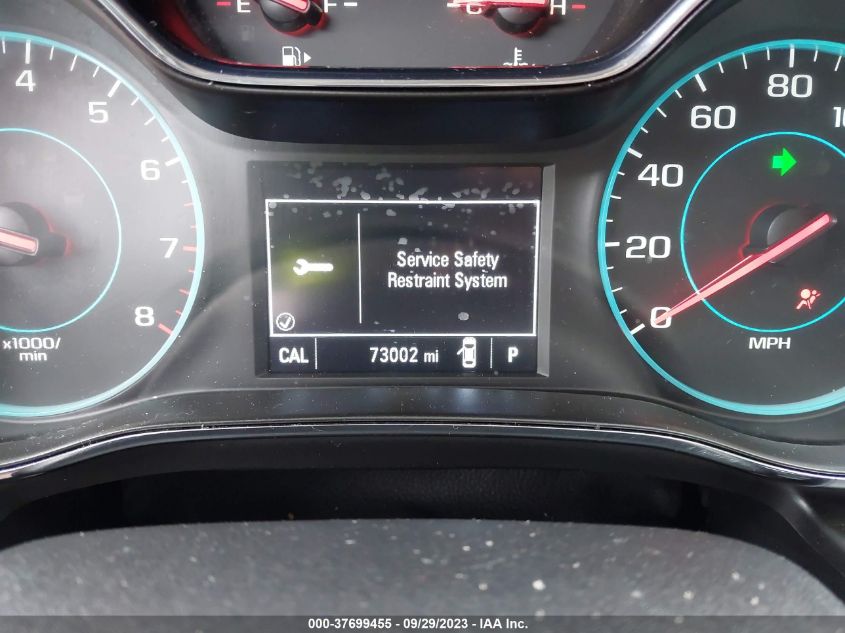 E F C H
4
5
6
7
8
x1000/
min
Service Safety
Restraint System
CAL 73002 mi P
0
20
40
60
80
MPH
000-37699455 - 09/29/2023 - IAA Inc.